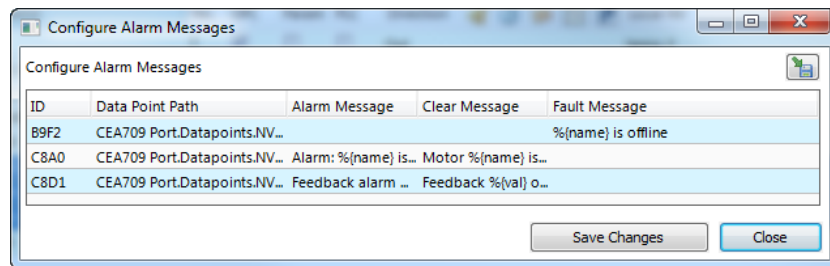 Configure Alarm Messages
Configure Alarm Messages
ID Data Point Path Alarm Message Clear Message Fault Message
B9F2 CEA709 Port.Datapoints.NV... %{name} is offline
C8A0 CEA709 Port.Datapoints.NV... Alarm: %{name} is... Motor %{name} is...
C8D1 CEA709 Port.Datapoints.NV... Feedback alarm ... Feedback %{val} o...
Save Changes Close